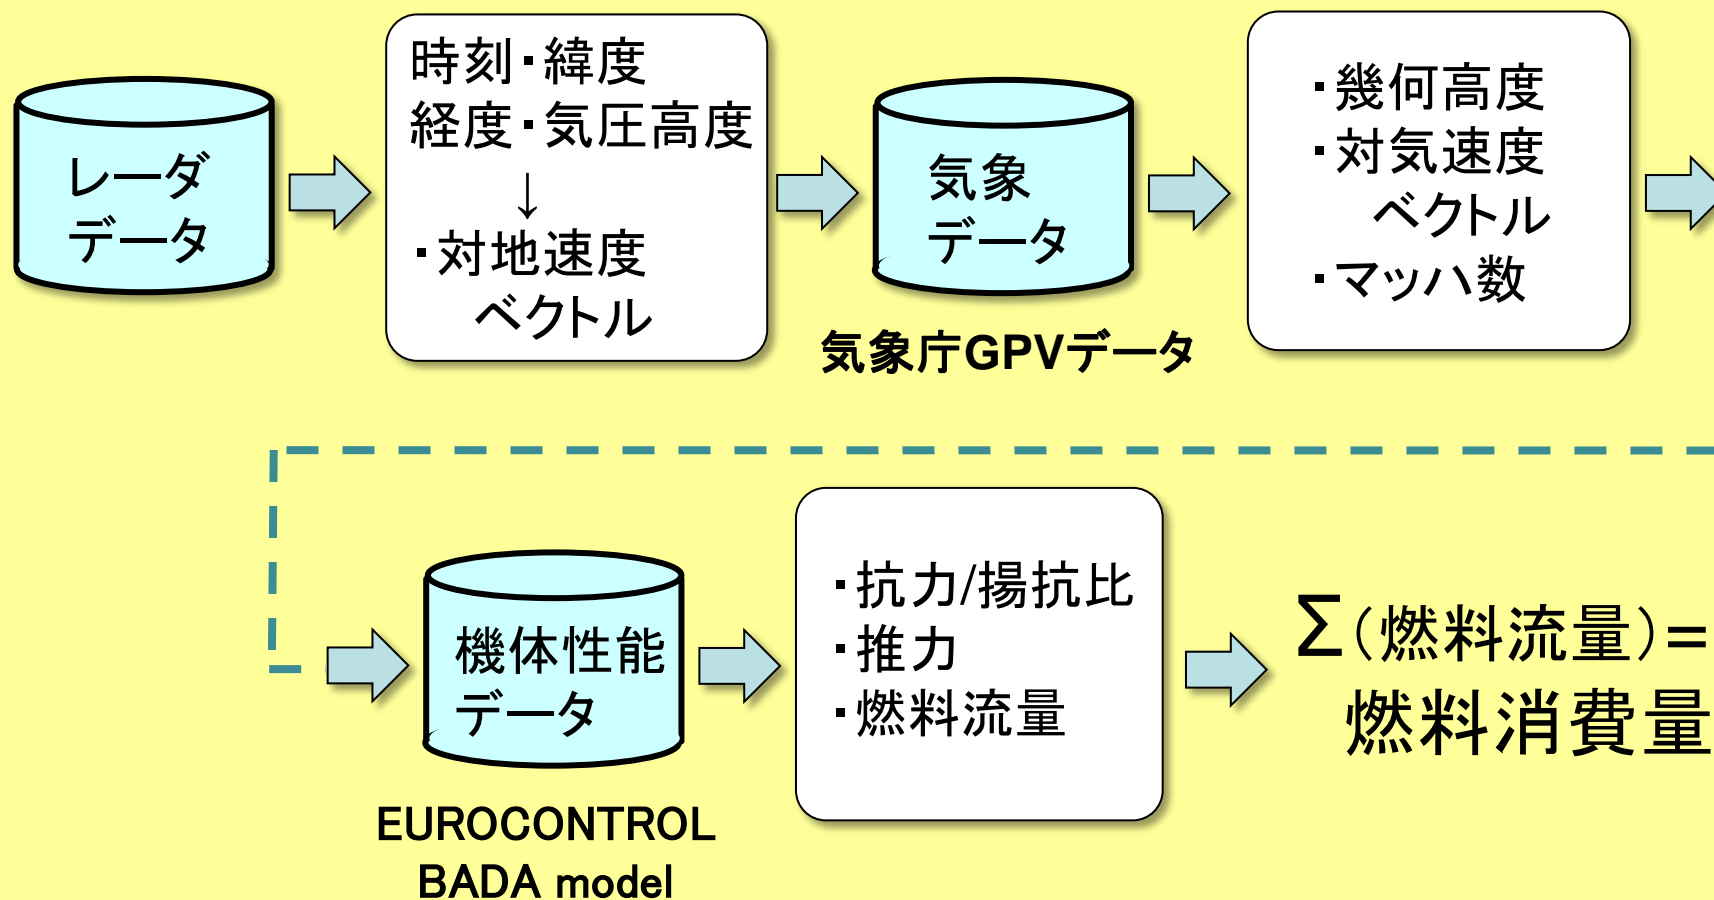 レーダ
データ
時刻・緯度
経度・気圧高度
↓
・対地速度
ベクトル
気象
データ
気象庁GPVデータ
・幾何高度
・対気速度
ベクトル
・マッハ数
機体性能
データ
EUROCONTROL
BADA model
・抗力/揚抗比
・推力
・燃料流量
Σ(燃料流量)=
燃料消費量